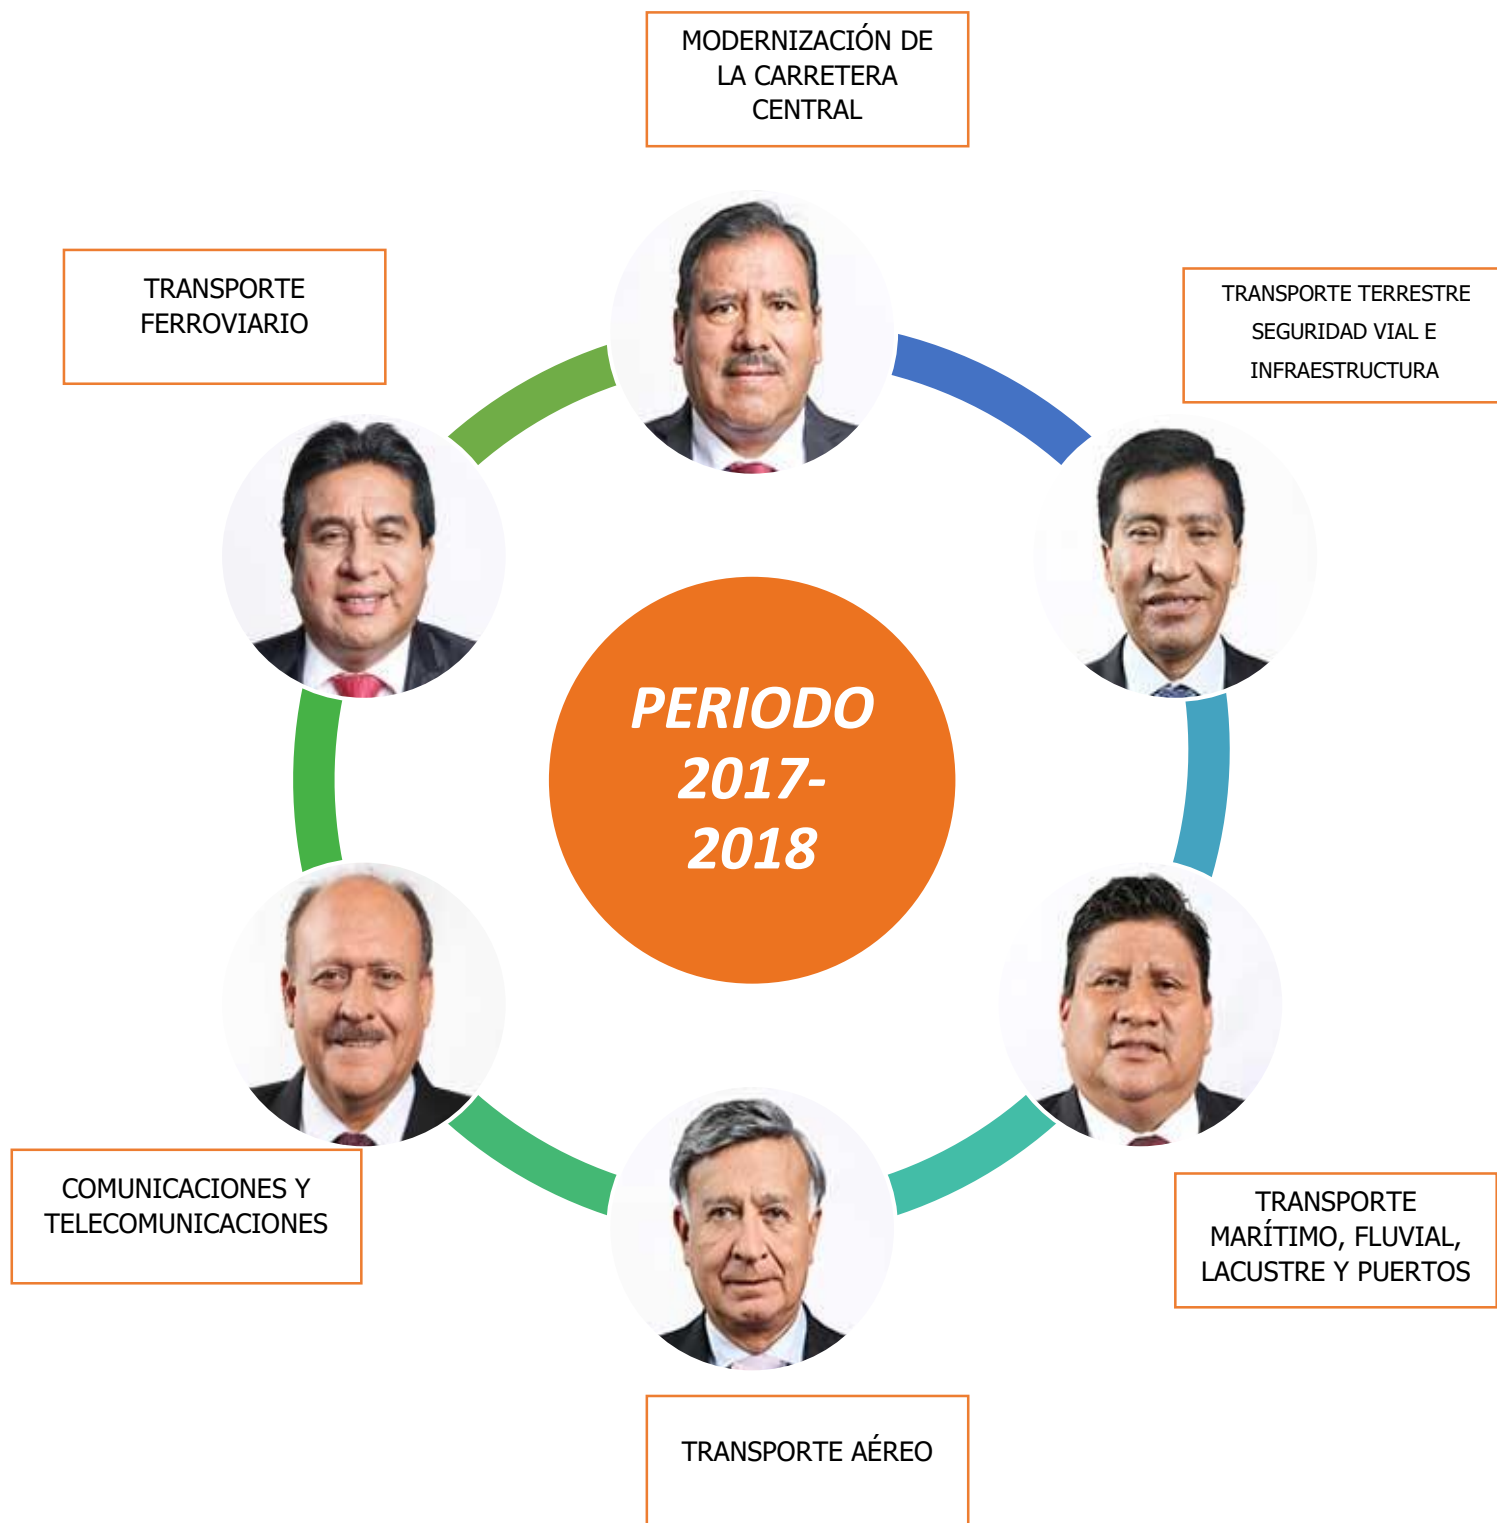 MODERNIZACIÓN DE
LA CARRETERA
CENTRAL
TRANSPORTE
FERROVIARIO
TRANSPORTE TERRESTRE
SEGURIDAD VIAL E
INFRAESTRUCTURA
PERIODO
2017-
2018
COMUNICACIONES Y
TELECOMUNICACIONES
TRANSPORTE
MARÍTIMO, FLUVIAL,
LACUSTRE Y PUERTOS
TRANSPORTE AÉREO